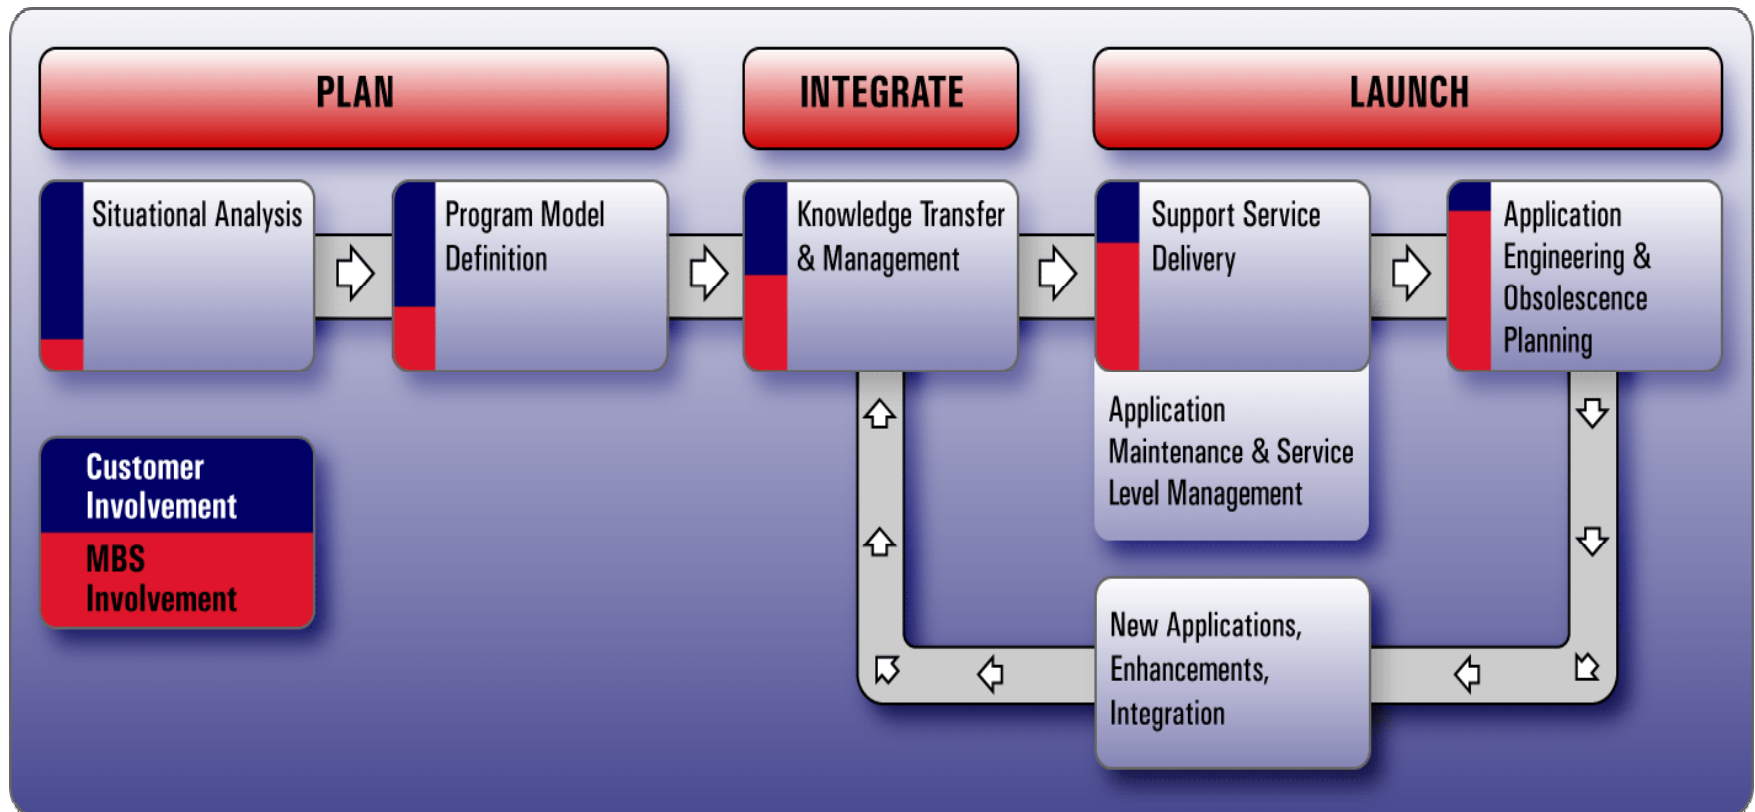 PLAN
INTEGRATE
LAUNCH
Situational Analysis
Program Model
Definition
Knowledge Transfer
& Management
Support Service
Delivery
Application
Engineering &
Obsolescence
Planning
Application
Maintenance & Service
Level Management
Customer
Involvement
MBS
Involvement
New Applications,
Enhancements,
Integration